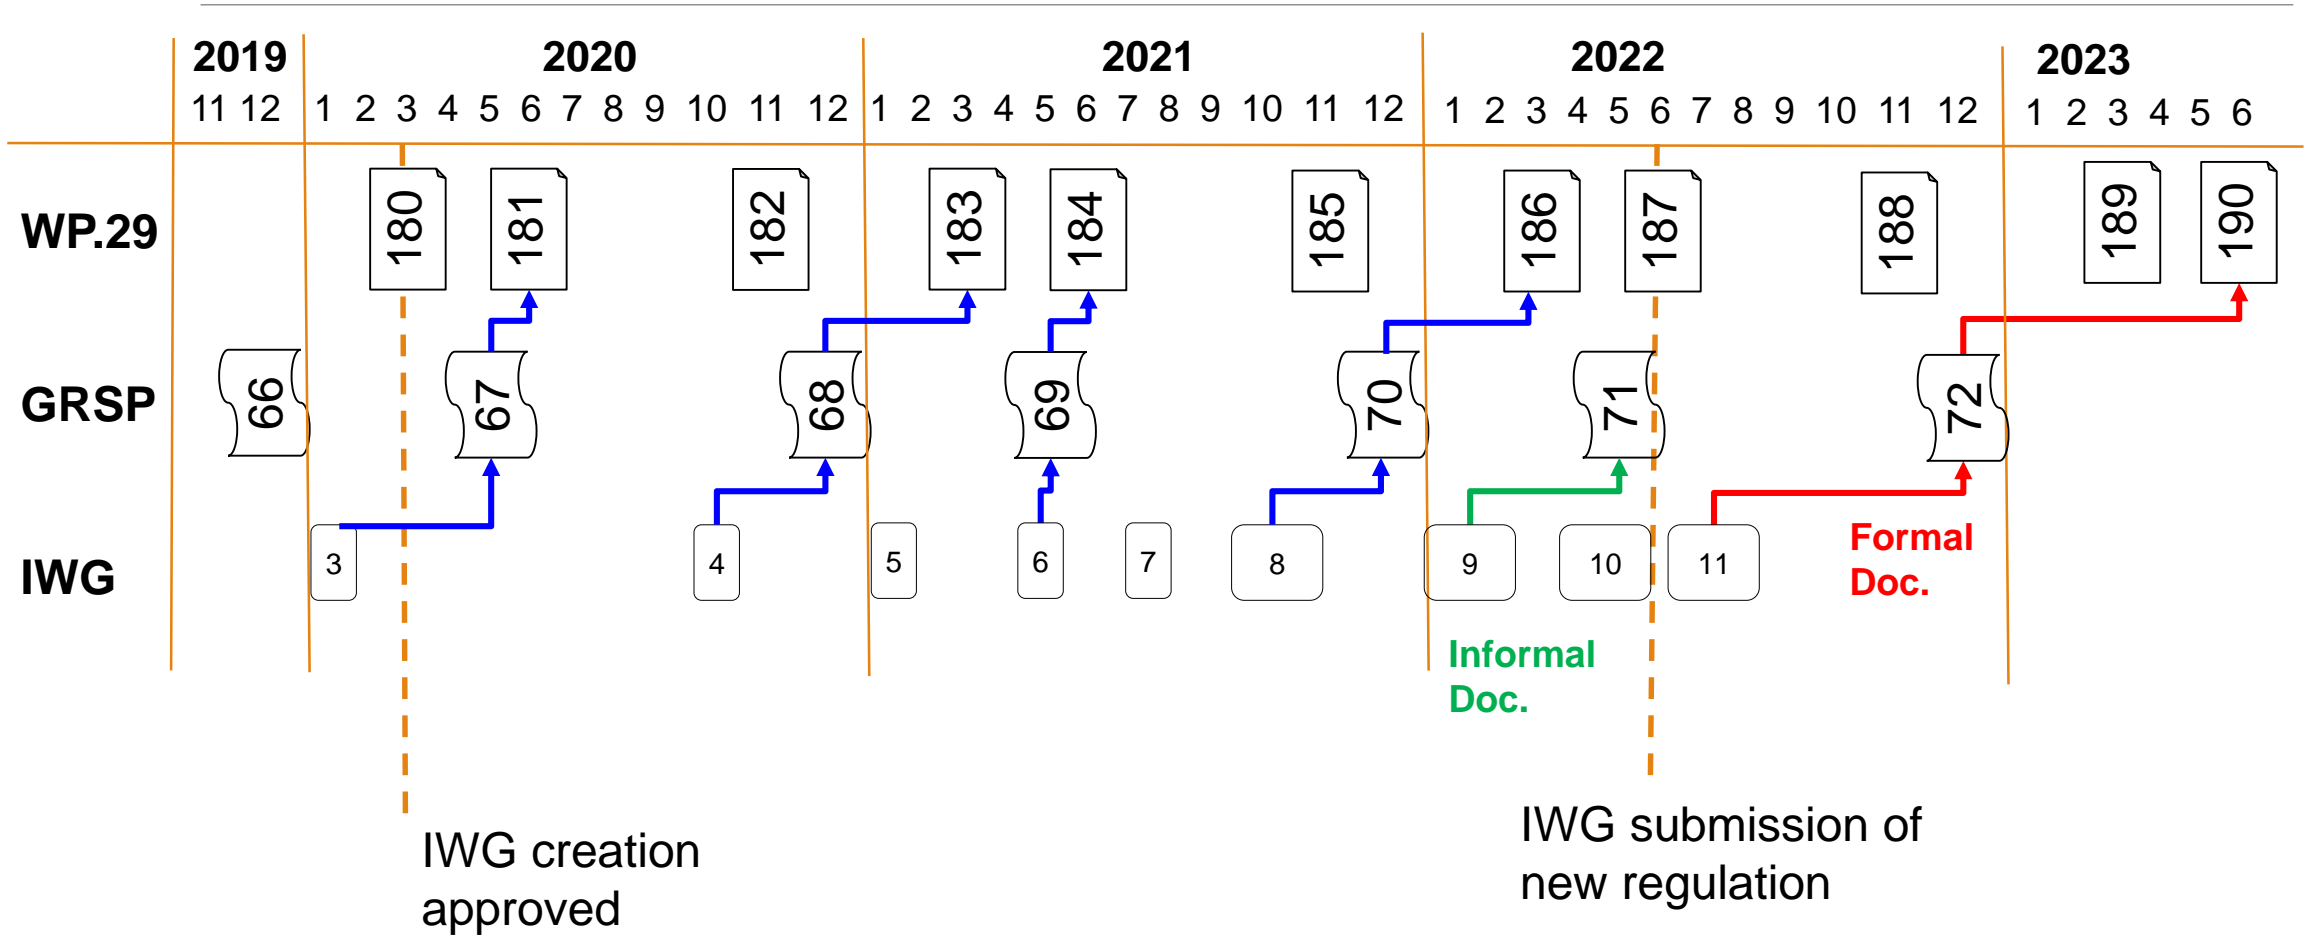 2019 2020 2021 2022 2023
11 12 1 2 3 4 5 6 7 8 9 10 11 12 1 2 3 4 5 6 7 8 9 10 11 12 1 2 3 4 5 6 7 8 9 10 11 12 1 2 3 4 5 6
WP.29 180 181 182 183 184 185 186 187 188 189 190
GRSP 66 67 68 69 70 71 72
IWG 3 4 5 6 7 8 9 10 11
Formal
Doc.
Informal
Doc.
IWG creation
approved
IWG submission of
new regulation